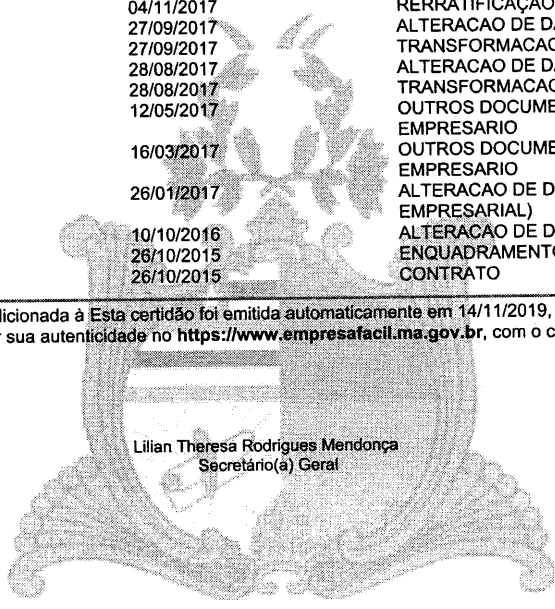 04/11/2017 RERRATIFICAÇÃO
27/09/2017 ALTERACAO DE
27/09/2017 TRANSFORMACAO
28/08/2017 ALTERACAO DE
28/08/2017 TRANSFORMACAO
12/05/2017 OUTROS
EMPRESARIO
16/03/2017 OUTROS
EMPRESARIO
26/01/2017 ALTERACAO DE
EMPRESARIAL)
10/10/2016 ALTERACAO DE
26/10/2015 ENQUADRAMENTO
26/10/2015 CONTRATO
dicionada à Esta certidão foi emitida automaticamente em 14/11/2019,
r sua autenticidade no https://www.empresafacil.ma.gov.br, com o c
Lilian Theresa Rodrigues Mendonça
Secretário(a) Geral